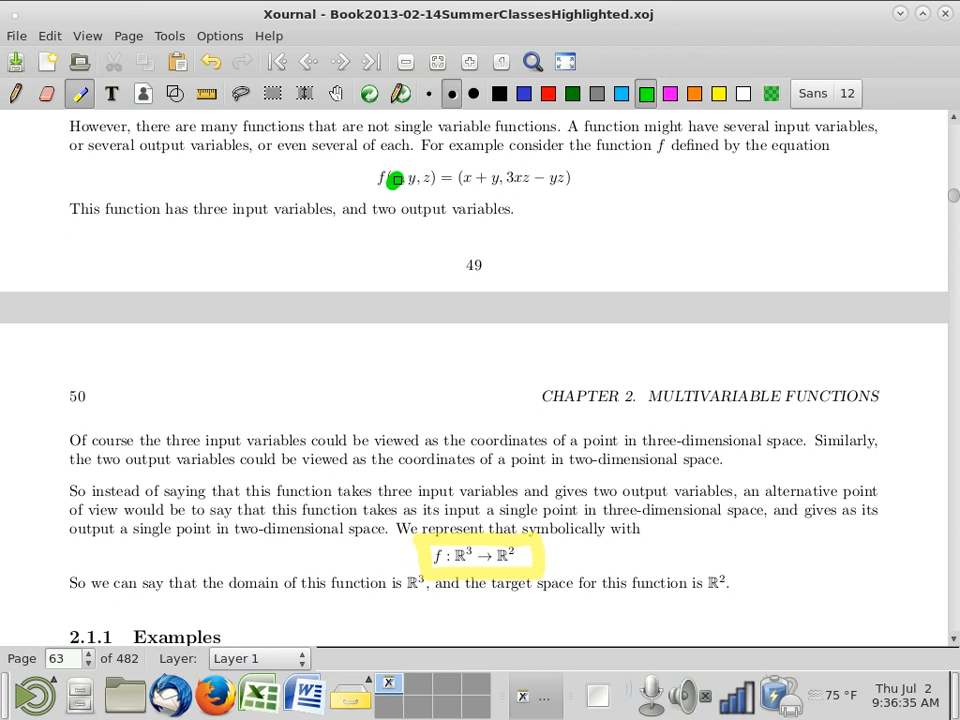 Xournal - Book2013-02-14SummerClassesHighlighted.xoj
File Edit View Page Tools Options Help
Sans 12
However, there are many functions that are not single variable functions. A function might have several input variables,
or several output variables, or even several of each. For example consider the function f defined by the equation
f( y, z) = (x + y, 3xz − yz)
This function has three input variables, and two output variables.
49
50 CHAPTER 2. MULTIVARIABLE FUNCTIONS
Of course the three input variables could be viewed as the coordinates of a point in three-dimensional space. Similarly,
the two output variables could be viewed as the coordinates of a point in two-dimensional space.
So instead of saying that this function takes three input variables and gives two output variables, an alternative point
of view would be to say that this function takes as its input a single point in three-dimensional space, and gives as its
output a single point in two-dimensional space. We represent that symbolically with
f : ℝ³ → ℝ²
So we can say that the domain of this function is ℝ³, and the target space for this function is ℝ².
2.1.1 Examples
Page 63 of 482 Layer: Layer 1
... 75 °F Thu Jul 2
9:36:35 AM